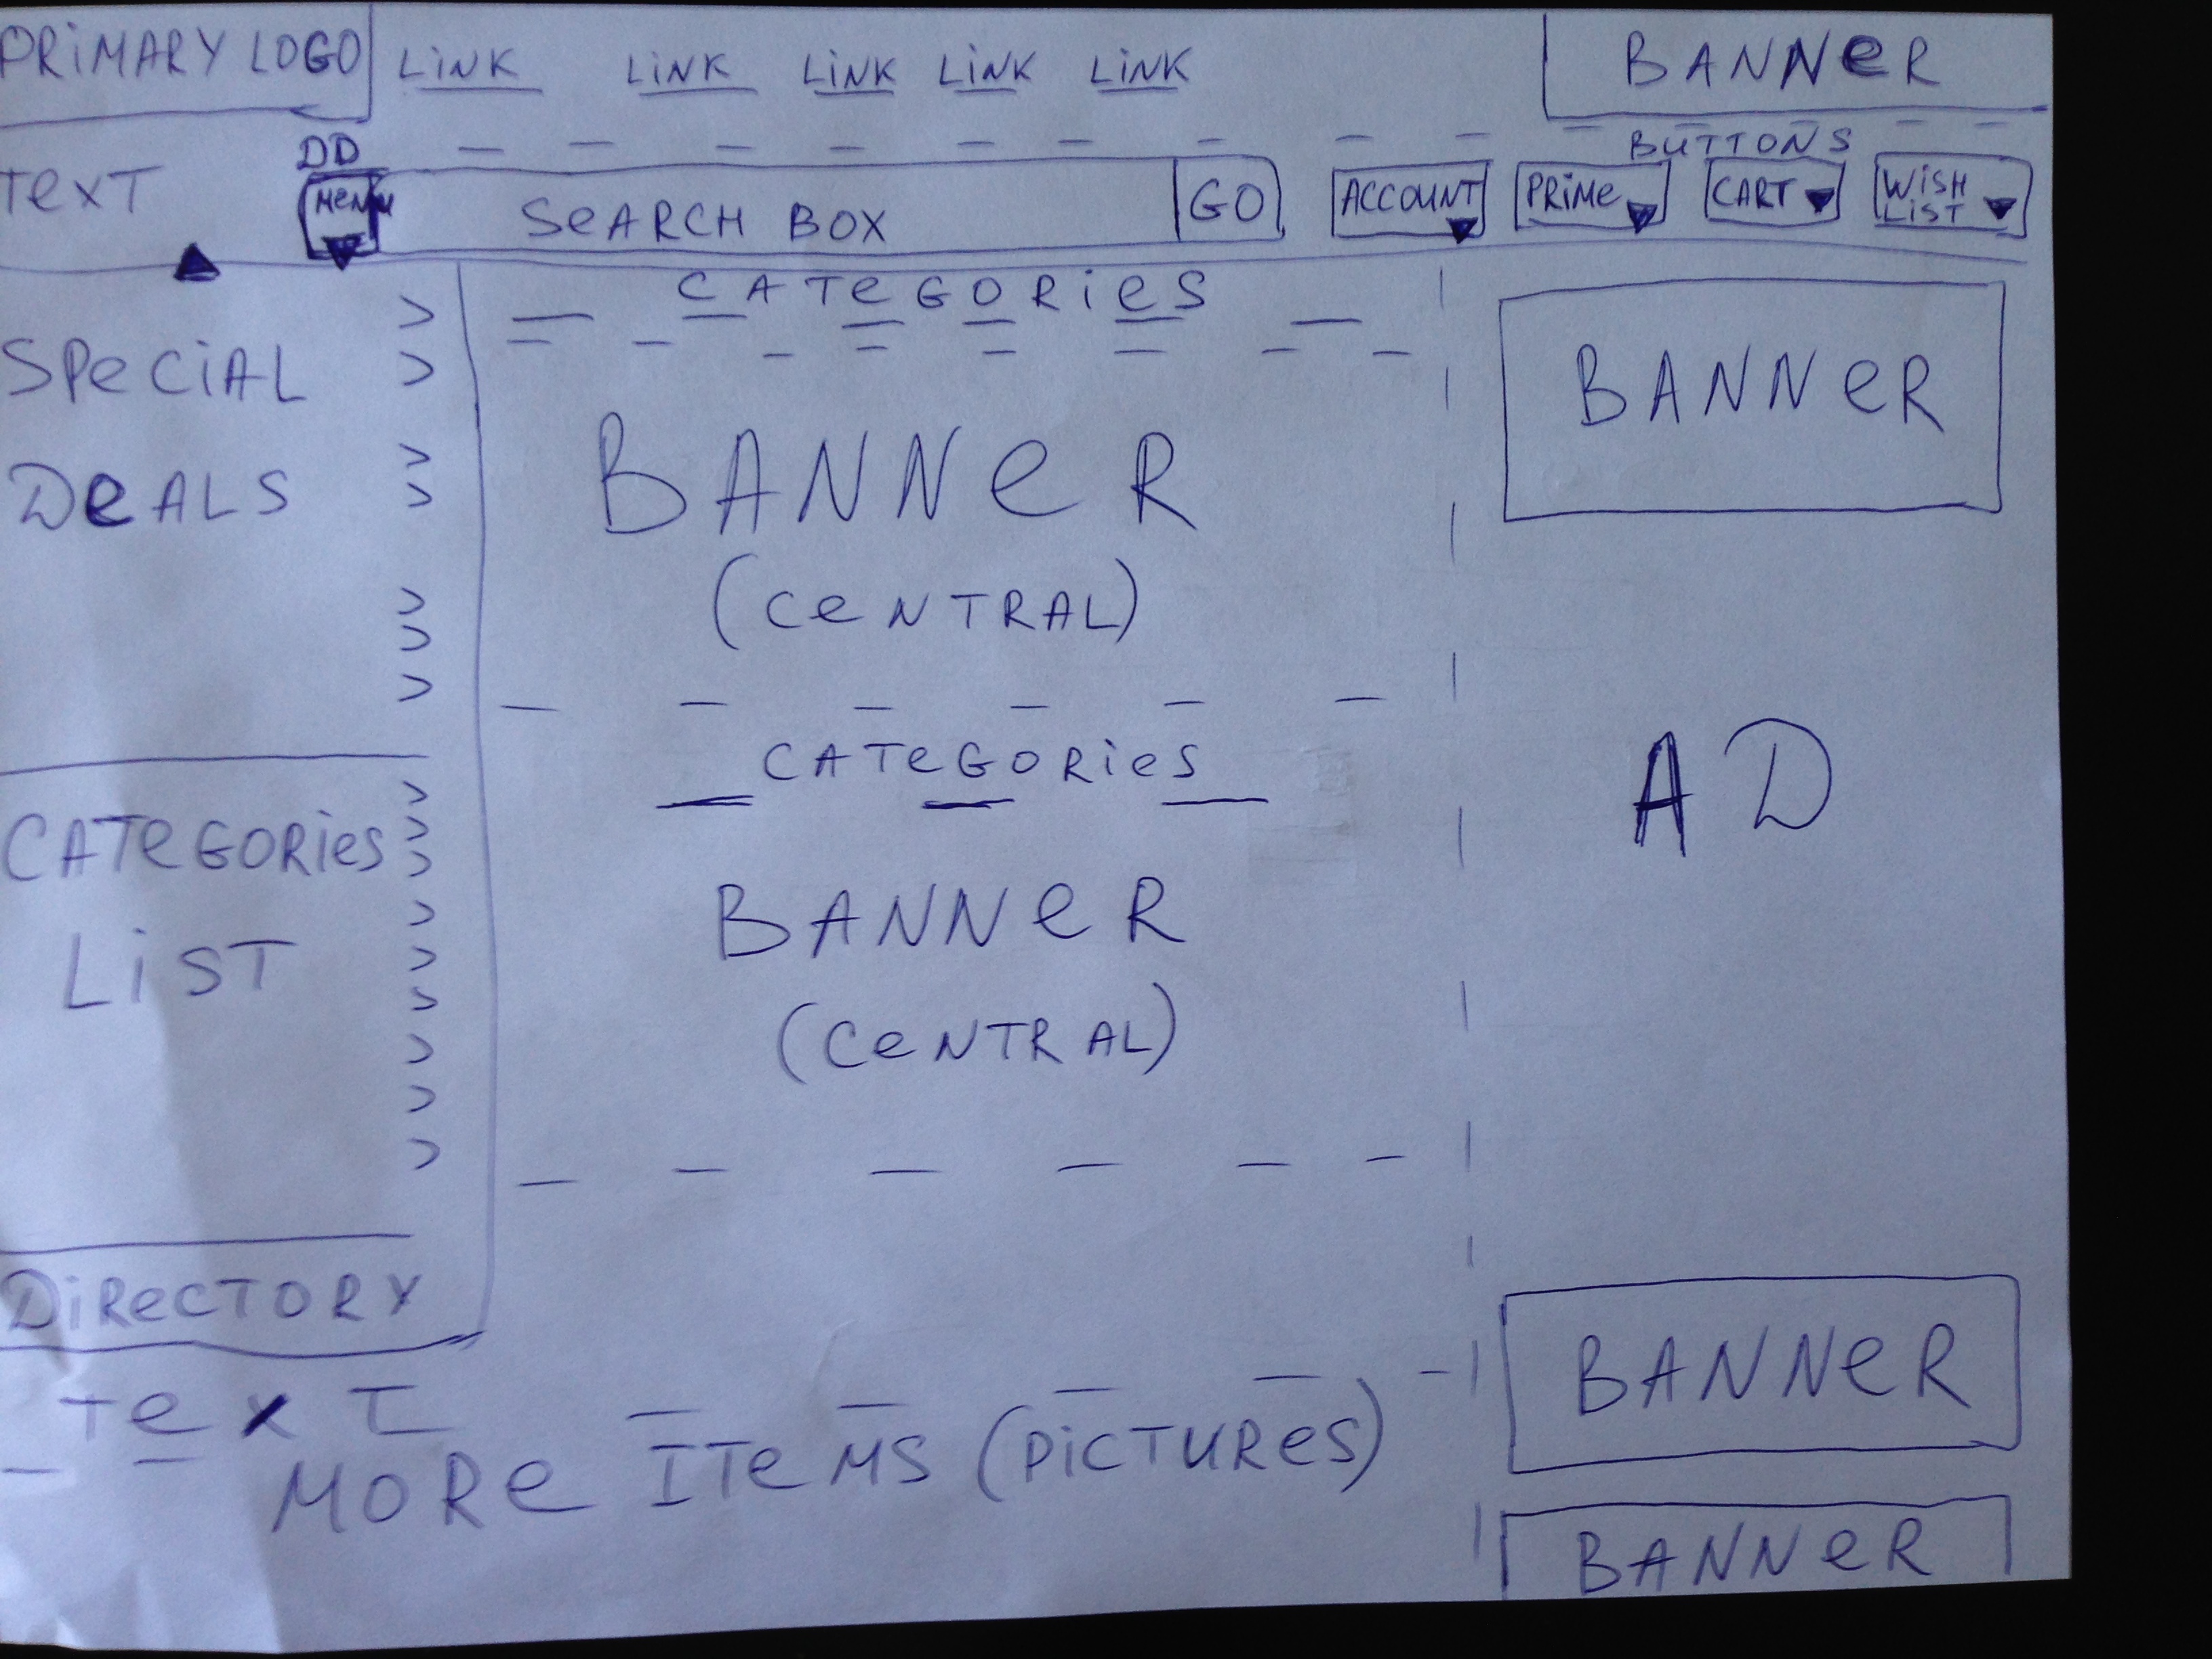 PRIMARY LOGO LINK LINK LINK LINK LINK BANNER
DD BUTTONS
TEXT MENU SEARCH BOX GO ACCOUNT PRIME CART WISH LIST
CATEGORIES
SPECIAL
DEALS
BANNER
(CENTRAL)
BANNER
CATEGORIES
LIST
CATEGORIES
BANNER
(CENTRAL)
AD
DIRECTORY
TEXT
MORE ITEMS (PICTURES)
BANNER
BANNER